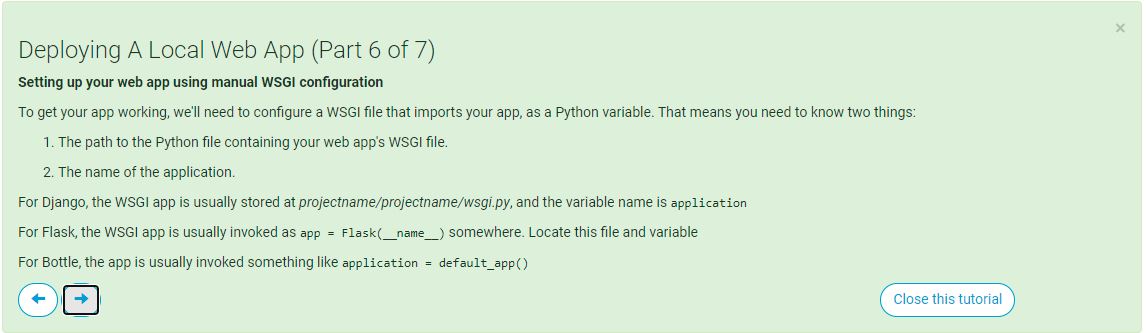 Deploying A Local Web App (Part 6 of 7)
×
Setting up your web app using manual WSGI configuration
To get your app working, we'll need to configure a WSGI file that imports your app, as a Python variable. That means you need to know two things:
1. The path to the Python file containing your web app's WSGI file.
2. The name of the application.
For Django, the WSGI app is usually stored at projectname/projectname/wsgi.py, and the variable name is application
For Flask, the WSGI app is usually invoked as app = Flask(__name__) somewhere. Locate this file and variable
For Bottle, the app is usually invoked something like application = default_app()
Close this tutorial